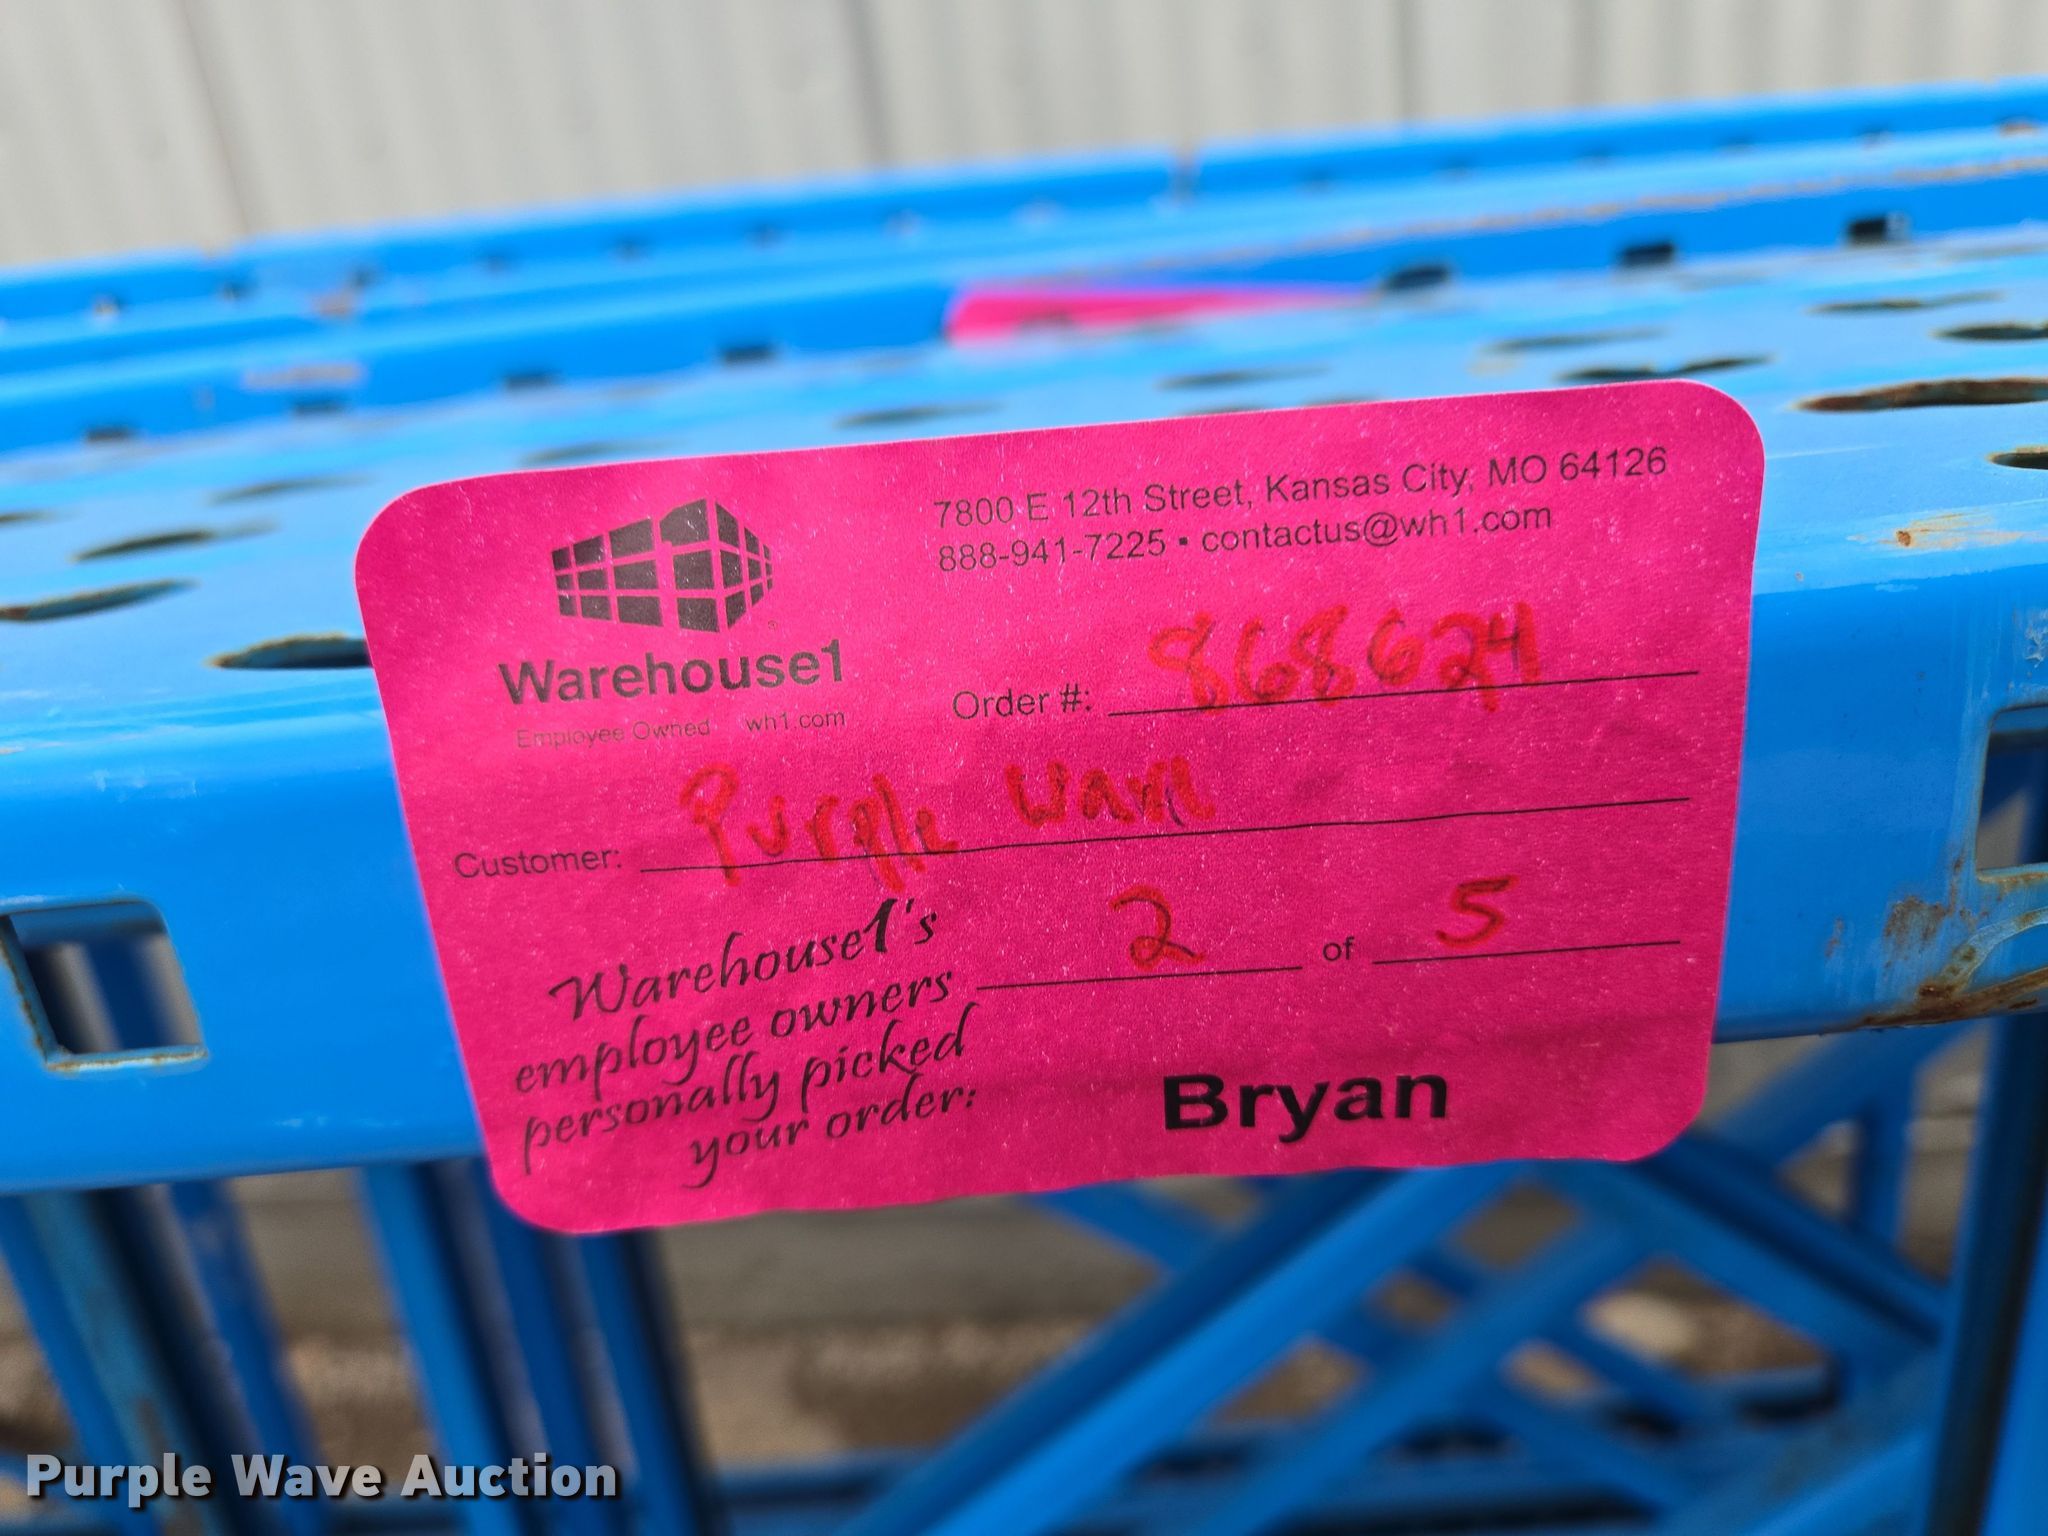 7800 E 12th Street, Kansas City, MO 64126
888-941-7225 • contactus@wh1.com
Warehouse1
Employee Owned wh1.com
Order #: 868624
Customer: Purple Wave
Warehouse1's
employee owners
personally picked
your order:
2 of 5
Bryan
Purple Wave Auction